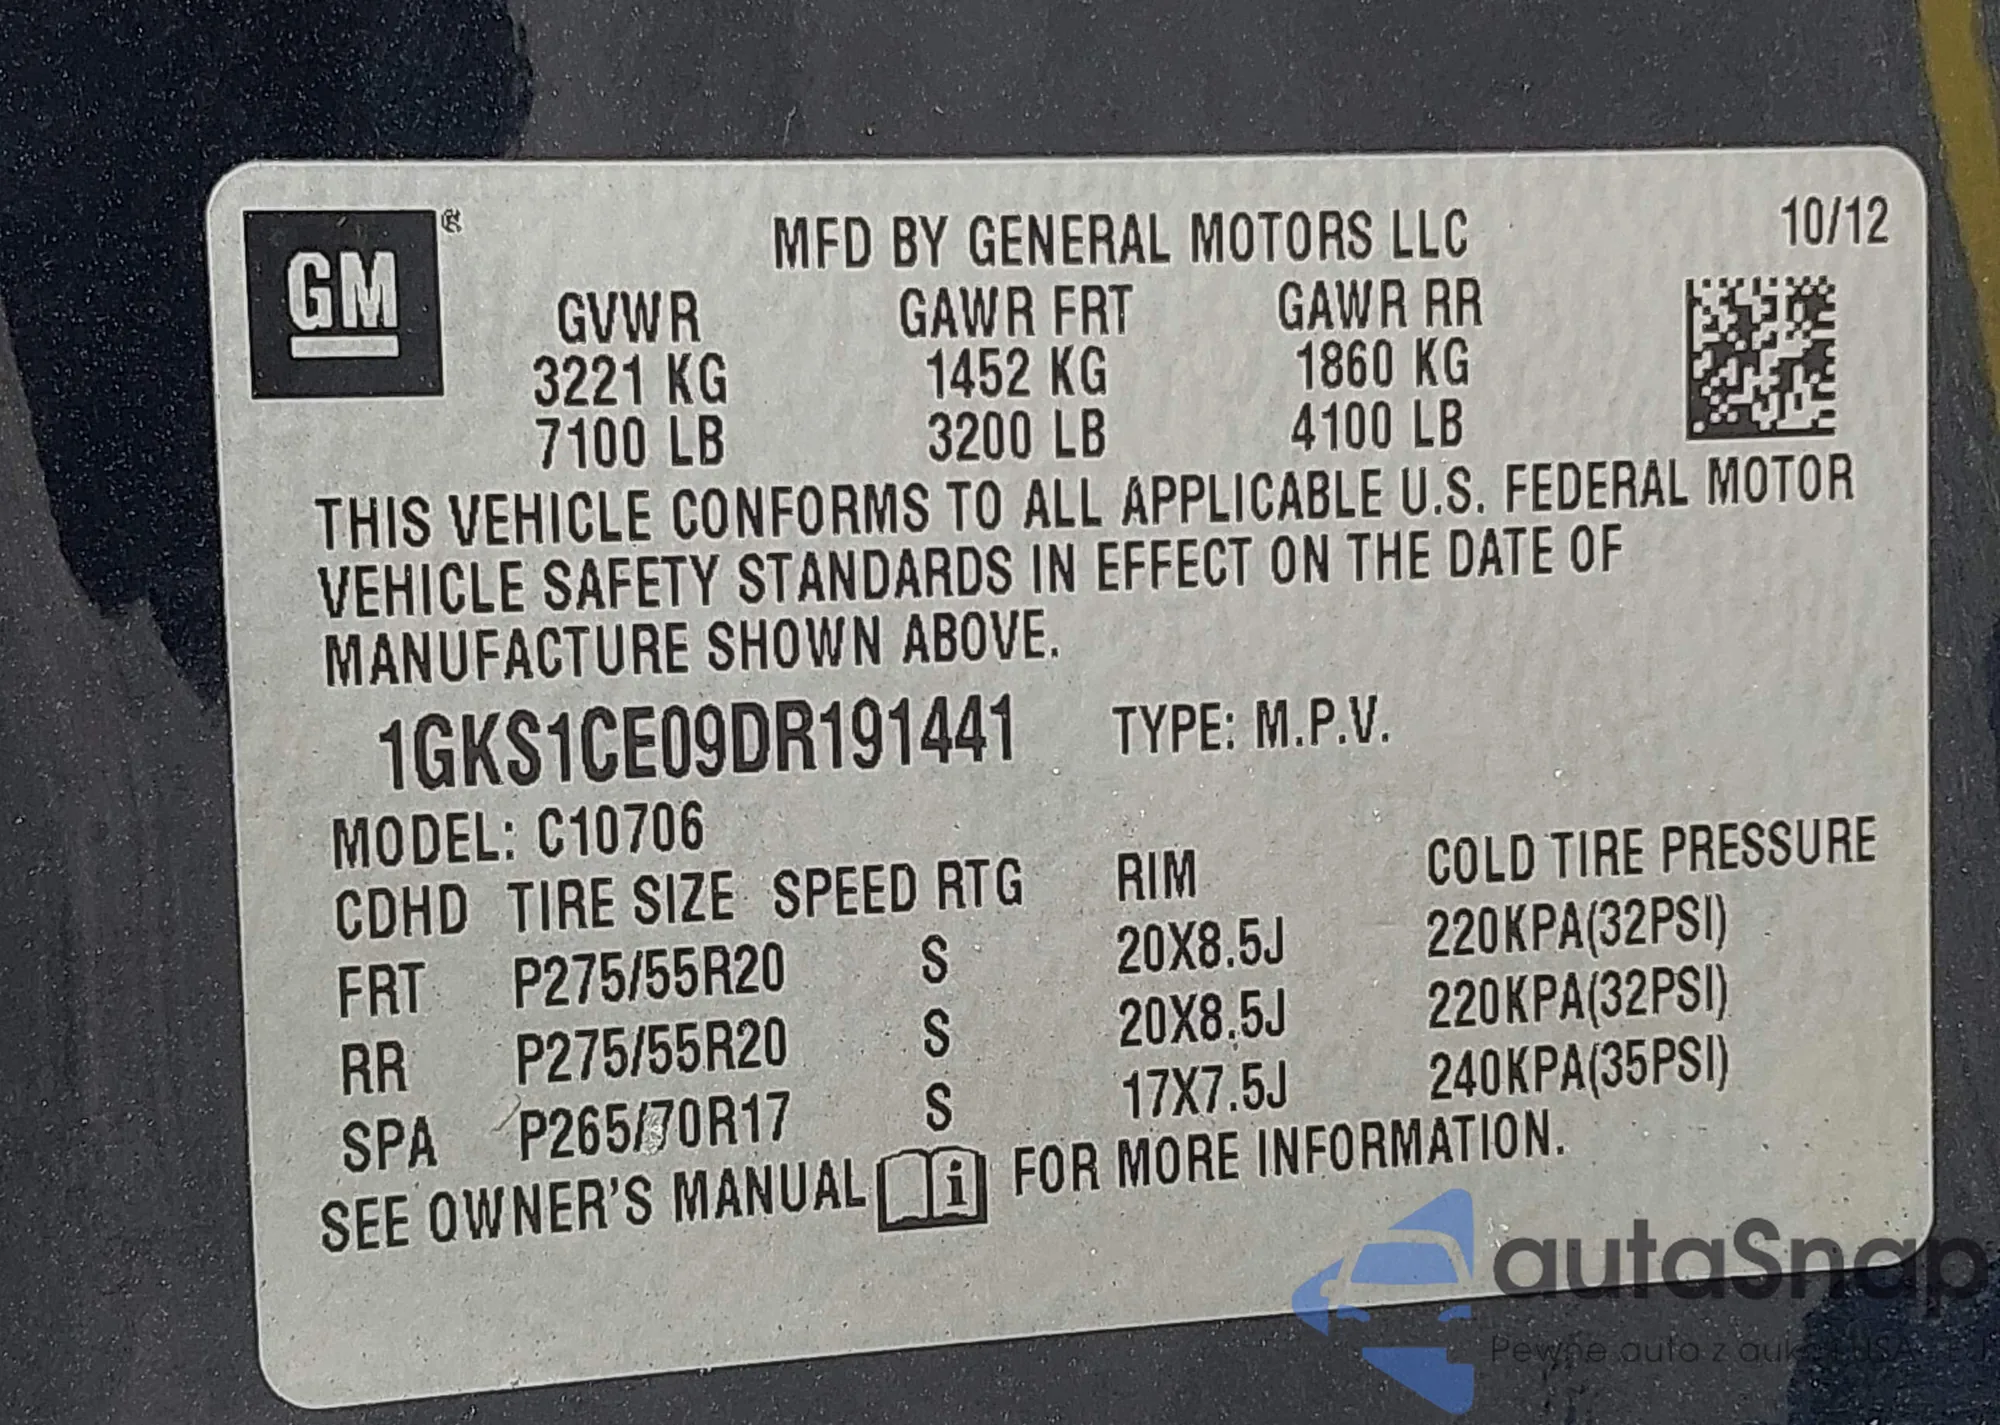 GM®
MFD BY GENERAL MOTORS LLC 10/12
GVWR GAWR FRT GAWR RR
3221 KG 1452 KG 1860 KG
7100 LB 3200 LB 4100 LB
THIS VEHICLE CONFORMS TO ALL APPLICABLE U.S. FEDERAL MOTOR
VEHICLE SAFETY STANDARDS IN EFFECT ON THE DATE OF
MANUFACTURE SHOWN ABOVE.
1GKS1CE09DR191441 TYPE: M.P.V.
MODEL: C10706
CDHD TIRE SIZE SPEED RTG RIM COLD TIRE PRESSURE
FRT P275/55R20 S 20X8.5J 220KPA(32PSI)
RR P275/55R20 S 20X8.5J 220KPA(32PSI)
SPA P265/70R17 S 17X7.5J 240KPA(35PSI)
SEE OWNER'S MANUAL i FOR MORE INFORMATION.
autaSnap
Pewne auta z